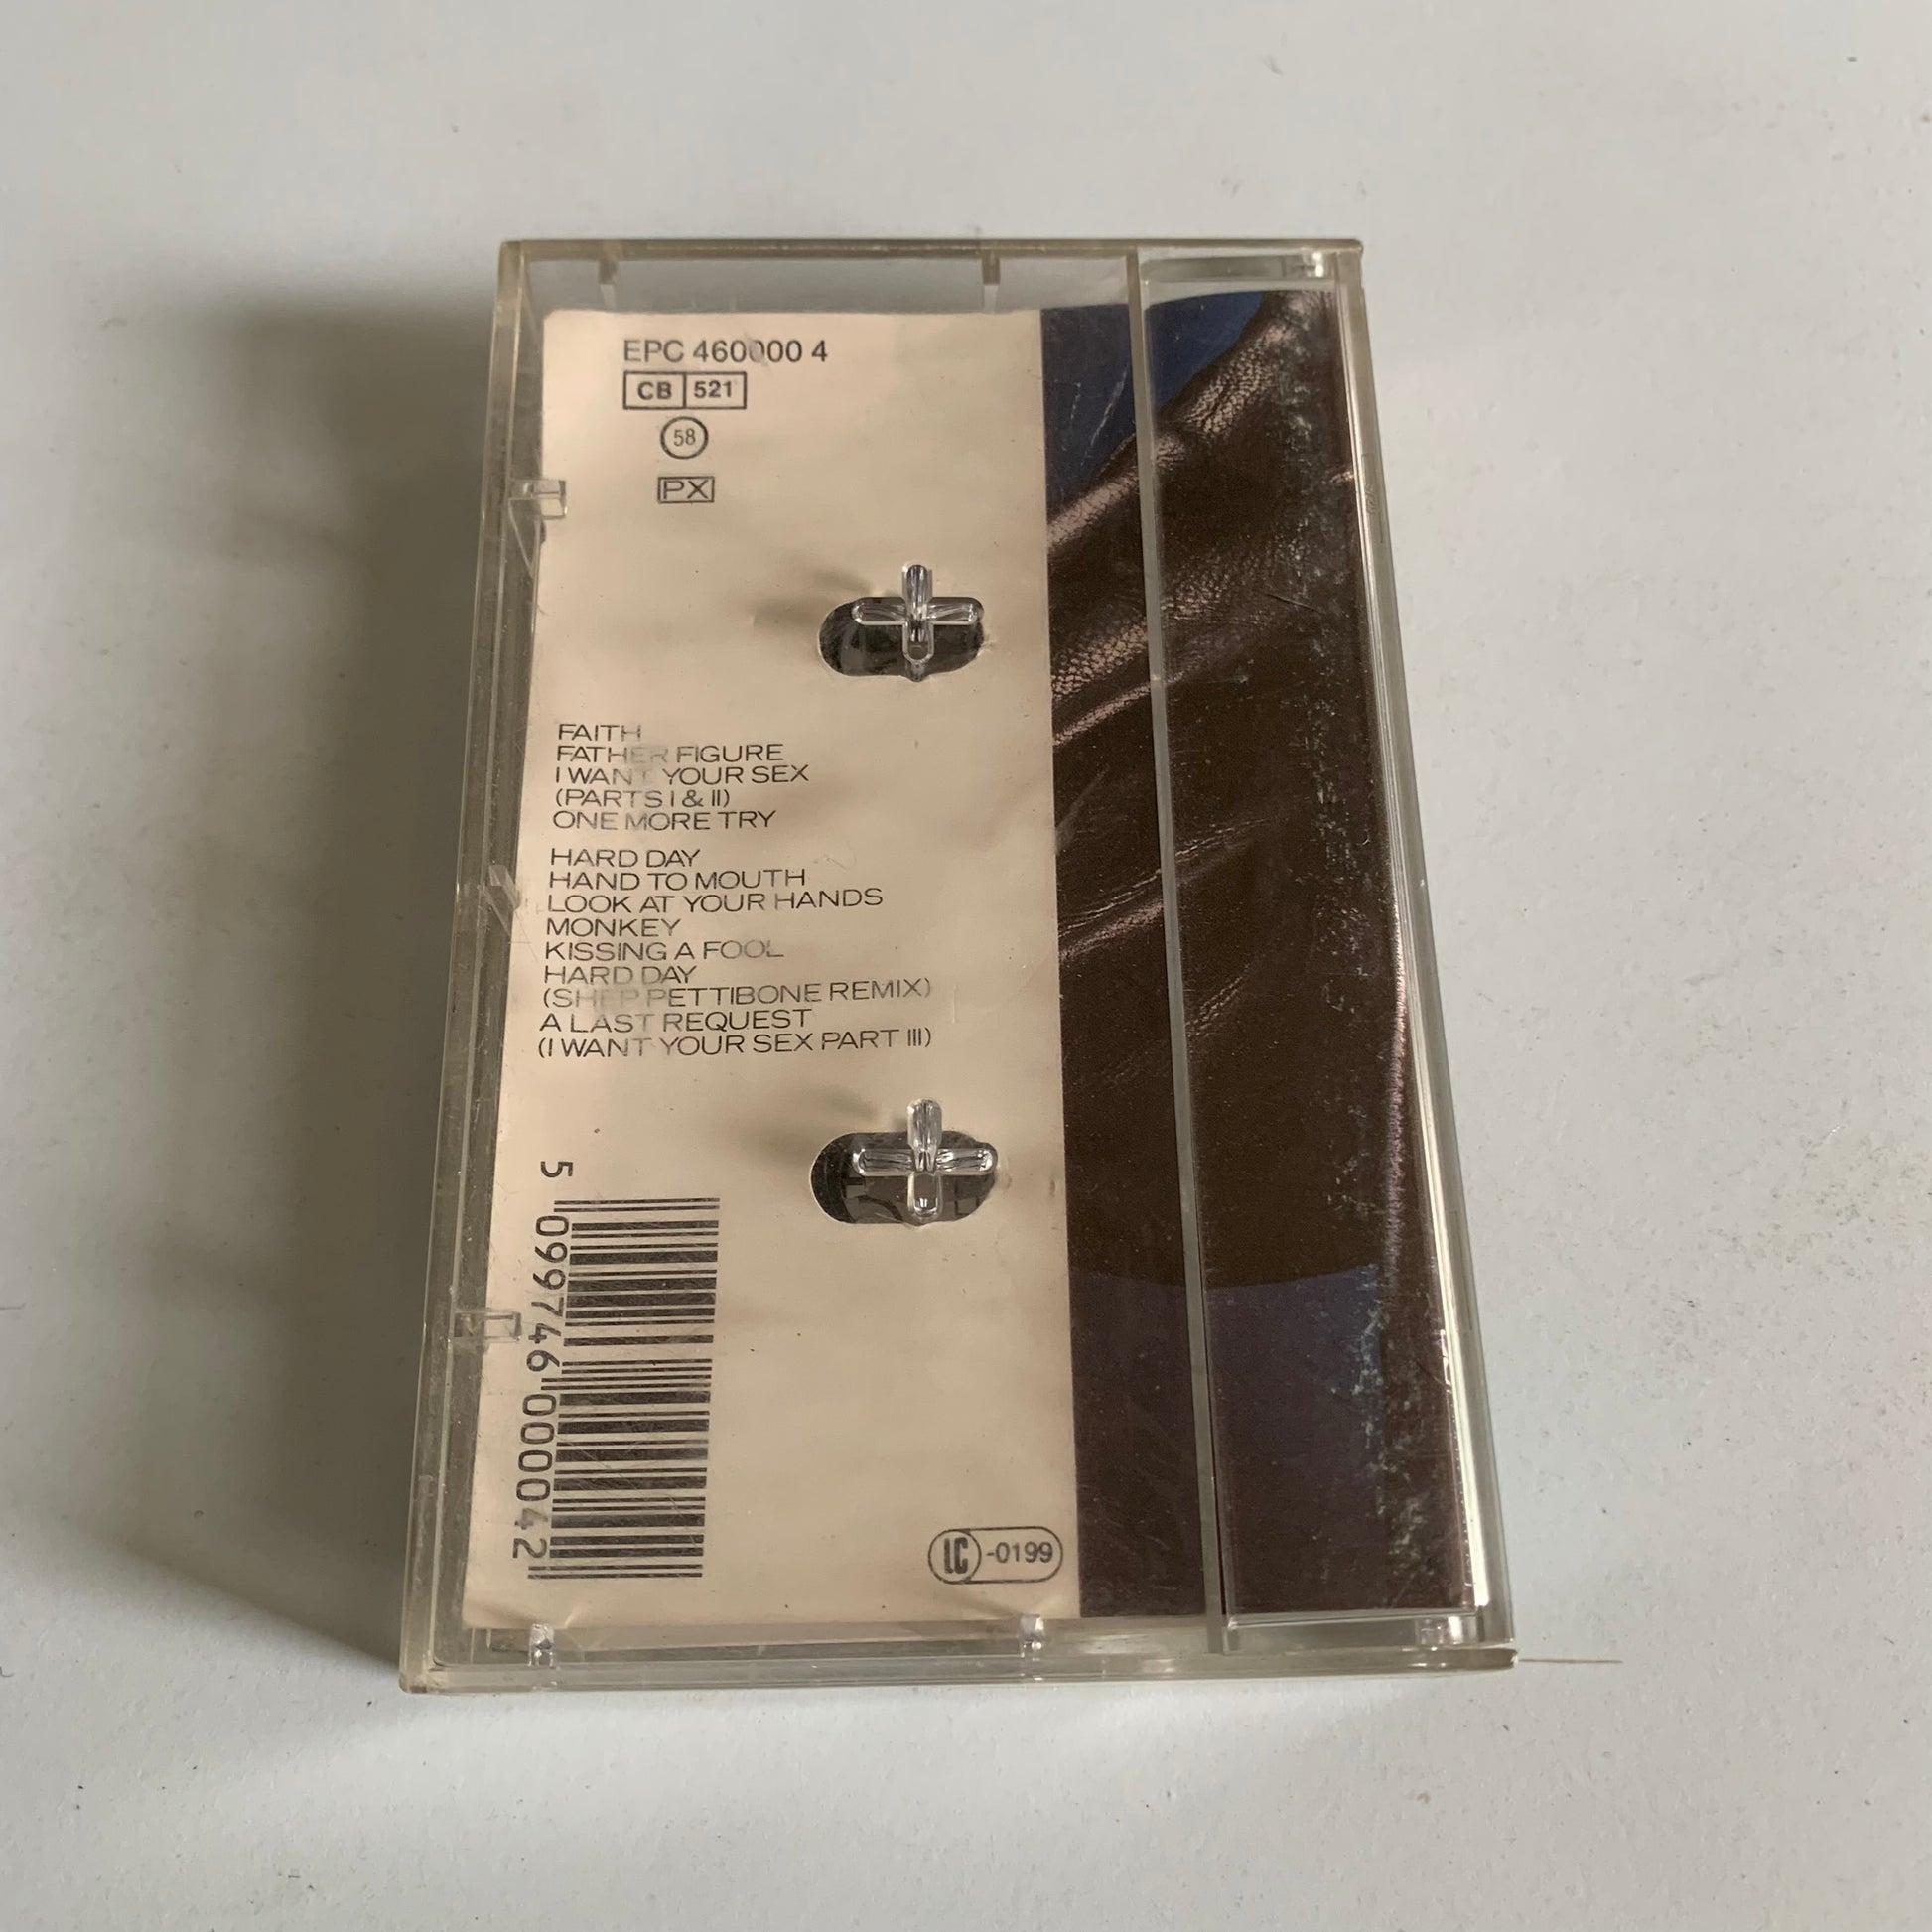 EPC 460000 4
CB 521
58
PX
FAITH
FATHER FIGURE
I WANT YOUR SEX
(PARTS I & II)
ONE MORE TRY
HARD DAY
HAND TO MOUTH
LOOK AT YOUR HANDS
MONKEY
KISSING A FOOL
HARD DAY
(SHEP PETTIBONE REMIX)
A LAST REQUEST
(I WANT YOUR SEX PART III)
5 099746 000042
LC -0199